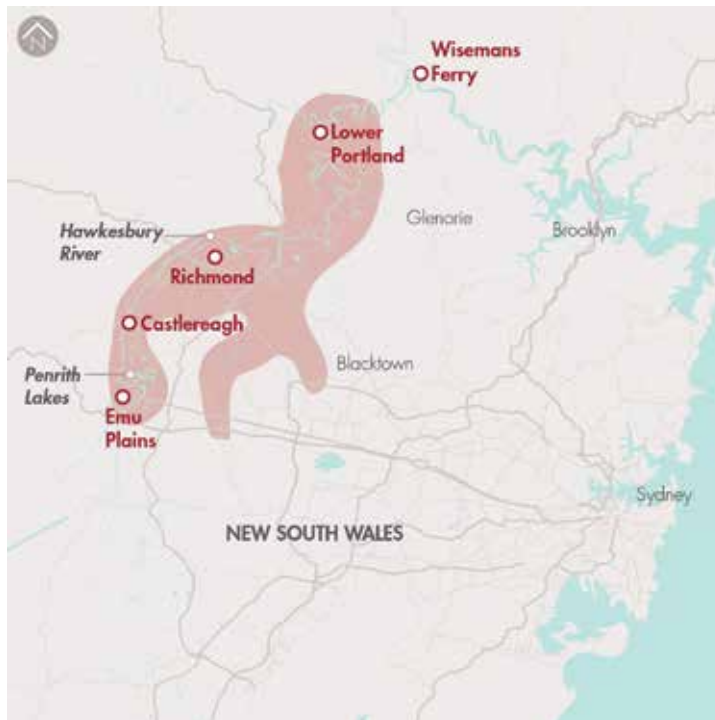 N
Wisemans
Ferry
Lower
Portland
Glenorie
Hawkesbury
River
Brooklyn
Richmond
Castlereagh
Blacktown
Penrith
Lakes
Emu
Plains
Sydney
NEW SOUTH WALES